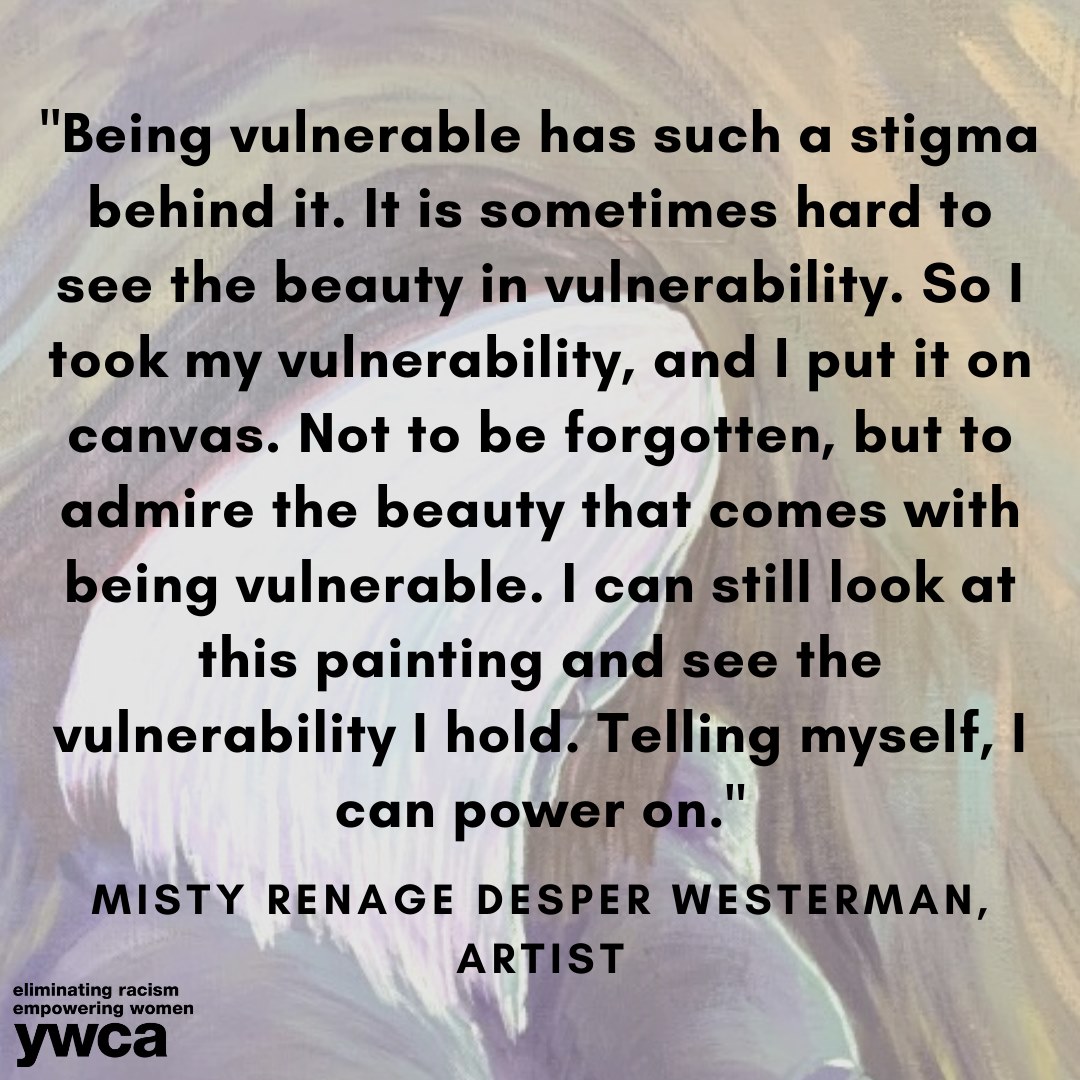 "Being vulnerable has such a stigma
behind it. It is sometimes hard to
see the beauty in vulnerability. So I
took my vulnerability, and I put it on
canvas. Not to be forgotten, but to
admire the beauty that comes with
being vulnerable. I can still look at
this painting and see the
vulnerability I hold. Telling myself, I
can power on."
MISTY RENAGE DESPER WESTERMAN,
ARTIST
eliminating racism
empowering women
ywca